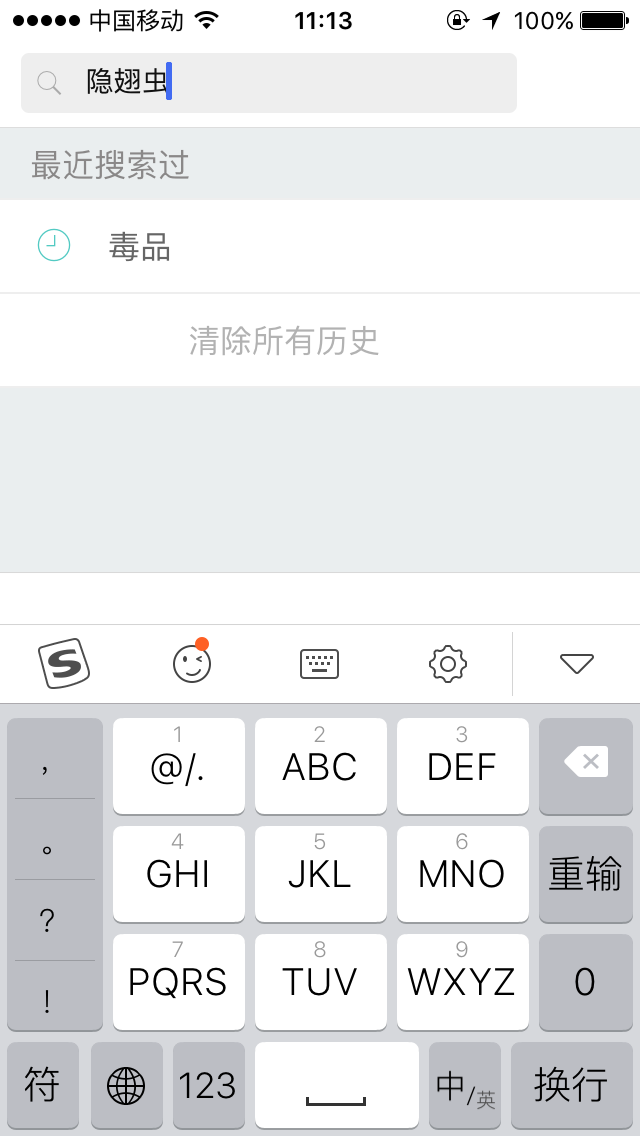 中国移动 11:13 100%
隐翅虫
最近搜索过
毒品
清除所有历史
S
, 1 @/. 2 ABC 3 DEF
。 4 GHI 5 JKL 6 MNO 重输
? 7 PQRS 8 TUV 9 WXYZ 0
!
符 123 中/英 换行